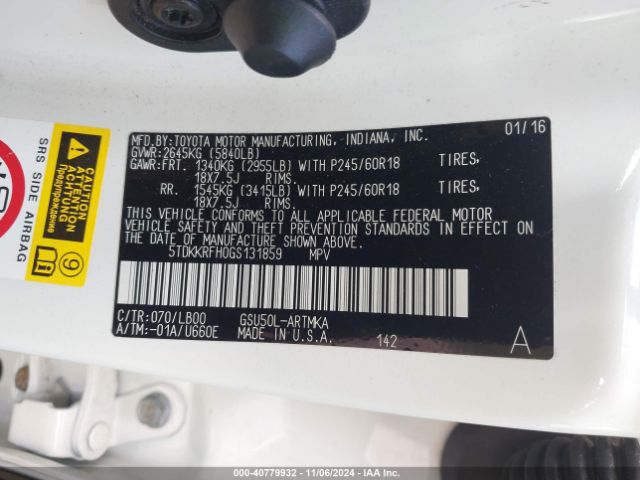 MFD.BY:TOYOTA MOTOR MANUFACTURING, INDIANA, INC. 01/16
GVWR:2645KG (5840LB)
GAWR:FRT. 1340KG (2955LB) WITH P245/60R18 TIRES,
18X7.5J RIMS.
RR. 1545KG (3415LB) WITH P245/60R18 TIRES,
18X7.5J RIMS.
THIS VEHICLE CONFORMS TO ALL APPLICABLE FEDERAL MOTOR
VEHICLE SAFETY AND THEFT PREVENTION STANDARDS IN EFFECT
ON THE DATE OF MANUFACTURE SHOWN ABOVE.
5TDKKRFH0GS131859 MPV
C/TR:070/LB00 GSU50L-ARTMKA
A/TM:-01A/U660E MADE IN U.S.A. 142 A
SRS SIDE AIRBAG
CAUTION
ATTENTION
Предупреждение
9
000-40779932 - 11/06/2024 - IAA Inc.